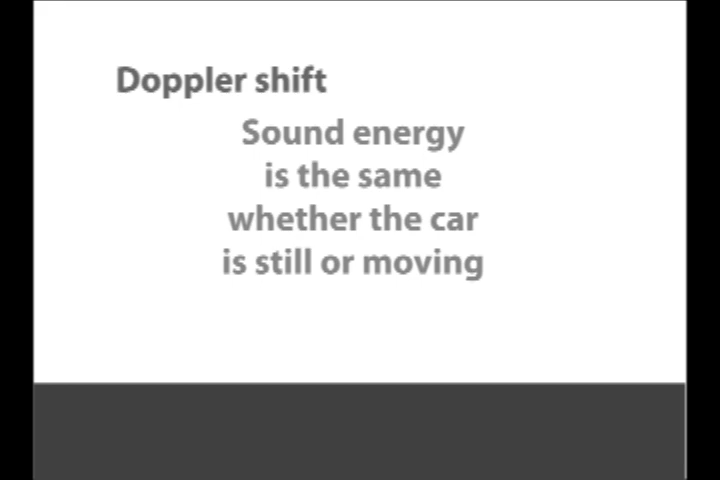 Doppler shift
Sound energy
is the same
whether the car
is still or moving